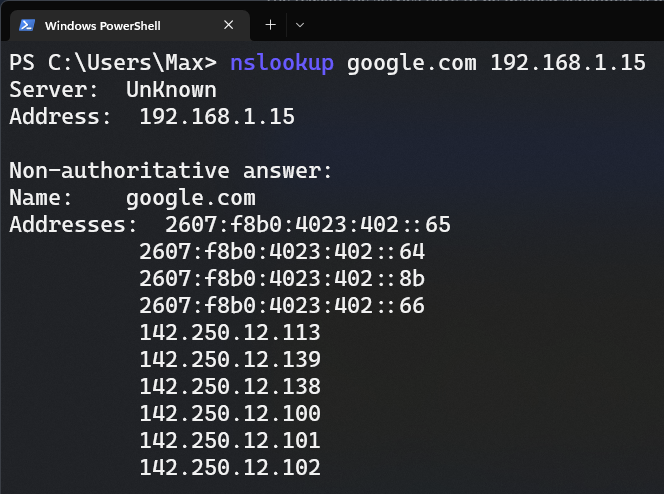 Windows PowerShell
PS C:\Users\Max> nslookup google.com 192.168.1.15
Server:  UnKnown
Address:  192.168.1.15

Non-authoritative answer:
Name:    google.com
Addresses:  2607:f8b0:4023:402::65
          2607:f8b0:4023:402::64
          2607:f8b0:4023:402::8b
          2607:f8b0:4023:402::66
          142.250.12.113
          142.250.12.139
          142.250.12.138
          142.250.12.100
          142.250.12.101
          142.250.12.102